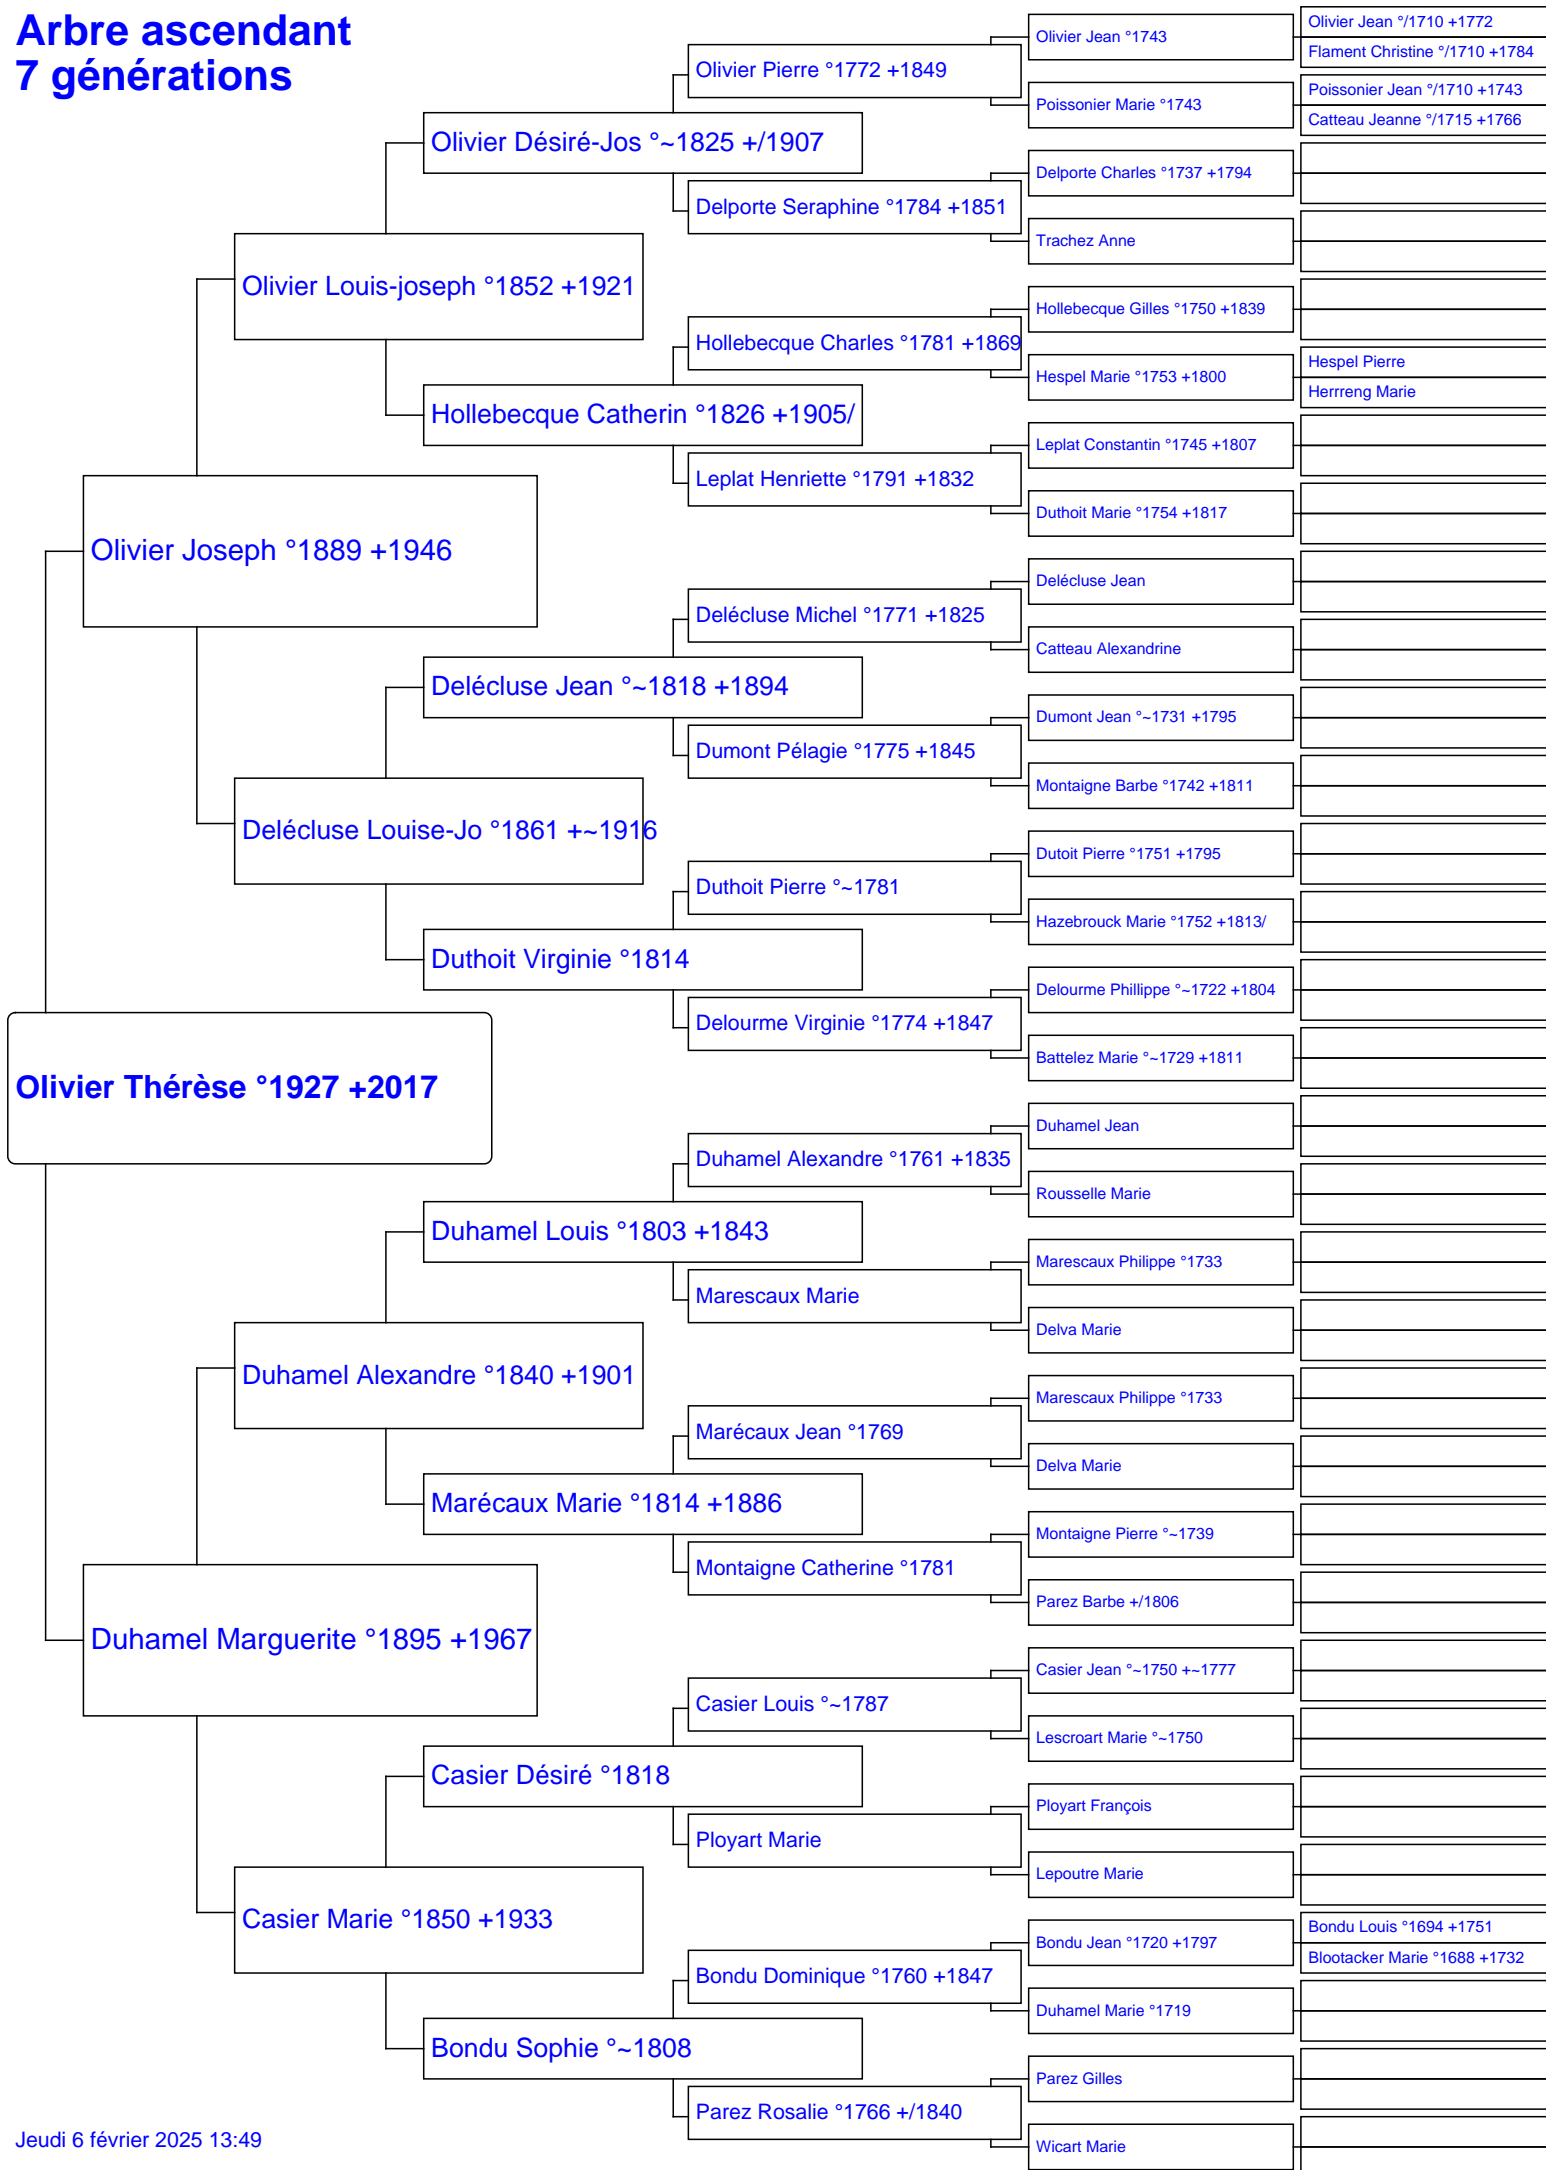 Arbre ascendant
7 générations
Olivier Thérèse °1927 +2017
Olivier Joseph °1889 +1946
Duhamel Marguerite °1895 +1967
Olivier Louis-joseph °1852 +1921
Delécluse Louise-Jo °1861 +~1916
Duhamel Alexandre °1840 +1901
Casier Marie °1850 +1933
Olivier Désiré-Jos °~1825 +/1907
Hollebecque Catherin °1826 +1905/
Delécluse Jean °~1818 +1894
Duthoit Virginie °1814
Duhamel Louis °1803 +1843
Marécaux Marie °1814 +1886
Casier Désiré °1818
Bondu Sophie °~1808
Olivier Pierre °1772 +1849
Delporte Seraphine °1784 +1851
Hollebecque Charles °1781 +1869
Leplat Henriette °1791 +1832
Delécluse Michel °1771 +1825
Dumont Pélagie °1775 +1845
Duthoit Pierre °~1781
Delourme Virginie °1774 +1847
Duhamel Alexandre °1761 +1835
Marescaux Marie
Marécaux Jean °1769
Montaigne Catherine °1781
Casier Louis °~1787
Ployart Marie
Bondu Dominique °1760 +1847
Parez Rosalie °1766 +/1840
Olivier Jean °1743
Poissonier Marie °1743
Delporte Charles °1737 +1794
Trachez Anne
Hollebecque Gilles °1750 +1839
Hespel Marie °1753 +1800
Leplat Constantin °1745 +1807
Duthoit Marie °1754 +1817
Delécluse Jean
Catteau Alexandrine
Dumont Jean °~1731 +1795
Montaigne Barbe °1742 +1811
Dutoit Pierre °1751 +1795
Hazebrouck Marie °1752 +1813/
Delourme Phillippe °~1722 +1804
Battelez Marie °~1729 +1811
Duhamel Jean
Rousselle Marie
Marescaux Philippe °1733
Delva Marie
Marescaux Philippe °1733
Delva Marie
Montaigne Pierre °~1739
Parez Barbe +/1806
Casier Jean °~1750 +~1777
Lescroart Marie °~1750
Ployart François
Lepoutre Marie
Bondu Jean °1720 +1797
Duhamel Marie °1719
Parez Gilles
Wicart Marie
Olivier Jean °/1710 +1772
Flament Christine °/1710 +1784
Poissonier Jean °/1710 +1743
Catteau Jeanne °/1715 +1766
Hespel Pierre
Herrreng Marie
Bondu Louis °1694 +1751
Blootacker Marie °1688 +1732
Jeudi 6 février 2025 13:49